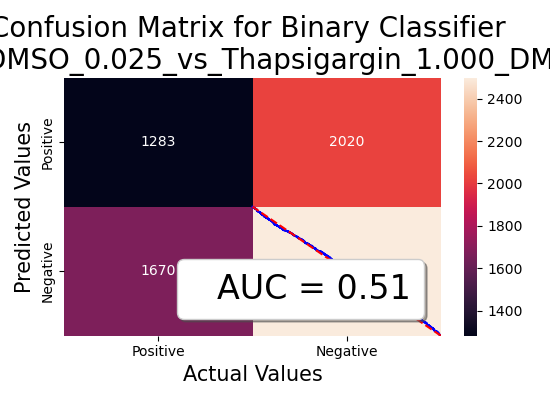 Confusion Matrix for Binary Classifier
DMSO_0.025_vs_Thapsigargin_1.000_DM
Predicted Values
Positive
Negative
1283
2020
1670
AUC = 0.51
Positive
Negative
Actual Values
2400
2200
2000
1800
1600
1400